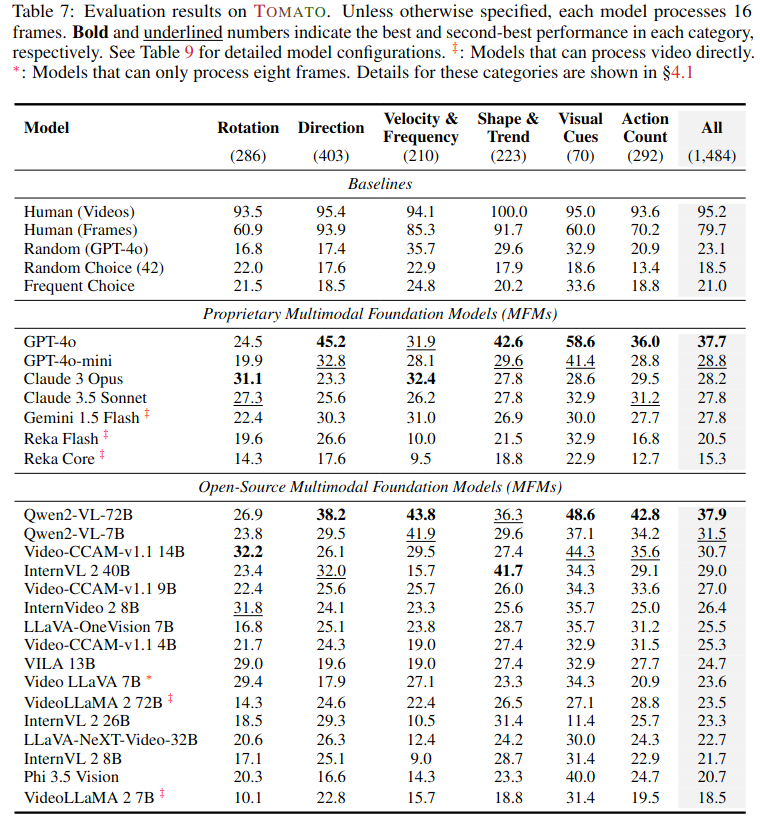 Table 7: Evaluation results on TOMATO. Unless otherwise specified, each model processes 16
frames. Bold and underlined numbers indicate the best and second-best performance in each category,
respectively. See Table 9 for detailed model configurations. ‡: Models that can process video directly.
*: Models that can only process eight frames. Details for these categories are shown in §4.1
Model Rotation Direction Velocity & Frequency Shape & Trend Visual Cues Action Count All
(286) (403) (210) (223) (70) (292) (1,484)
Baselines
Human (Videos) 93.5 95.4 94.1 100.0 95.0 93.6 95.2
Human (Frames) 60.9 93.9 85.3 91.7 60.0 70.2 79.7
Random (GPT-4o) 16.8 17.4 35.7 29.6 32.9 20.9 23.1
Random Choice (42) 22.0 17.6 22.9 17.9 18.6 13.4 18.5
Frequent Choice 21.5 18.5 24.8 20.2 33.6 18.8 21.0
Proprietary Multimodal Foundation Models (MFMs)
GPT-4o 24.5 45.2 31.9 42.6 58.6 36.0 37.7
GPT-4o-mini 19.9 32.8 28.1 29.6 41.4 28.8 28.8
Claude 3 Opus 31.1 23.3 32.4 27.8 28.6 29.5 28.2
Claude 3.5 Sonnet 27.3 25.6 26.2 27.8 32.9 31.2 27.8
Gemini 1.5 Flash ‡ 22.4 30.3 31.0 26.9 30.0 27.7 27.8
Reka Flash ‡ 19.6 26.6 10.0 21.5 32.9 16.8 20.5
Reka Core ‡ 14.3 17.6 9.5 18.8 22.9 12.7 15.3
Open-Source Multimodal Foundation Models (MFMs)
Qwen2-VL-72B 26.9 38.2 43.8 36.3 48.6 42.8 37.9
Qwen2-VL-7B 23.8 29.5 41.9 29.6 37.1 34.2 31.5
Video-CCAM-v1.1 14B 32.2 26.1 29.5 27.4 44.3 35.6 30.7
InternVL 2 40B 23.4 32.0 15.7 41.7 34.3 29.1 29.0
Video-CCAM-v1.1 9B 22.4 25.6 25.7 26.0 34.3 33.6 27.0
InternVideo 2 8B 31.8 24.1 23.3 25.6 35.7 25.0 26.4
LLaVA-OneVision 7B 16.8 25.1 23.8 28.7 35.7 31.2 25.5
Video-CCAM-v1.1 4B 21.7 24.3 19.0 27.4 32.9 31.5 25.3
VILA 13B 29.0 19.6 19.0 27.4 32.9 27.7 24.7
Video LLaVA 7B * 29.4 17.9 27.1 23.3 34.3 20.9 23.6
VideoLLaMA 2 72B ‡ 14.3 24.6 22.4 26.5 27.1 28.8 23.5
InternVL 2 26B 18.5 29.3 10.5 31.4 11.4 25.7 23.3
LLaVA-NeXT-Video-32B 20.6 26.3 12.4 24.2 30.0 24.3 22.7
InternVL 2 8B 17.1 25.1 9.0 28.7 31.4 22.9 21.7
Phi 3.5 Vision 20.3 16.6 14.3 23.3 40.0 24.7 20.7
VideoLLaMA 2 7B ‡ 10.1 22.8 15.7 18.8 31.4 19.5 18.5